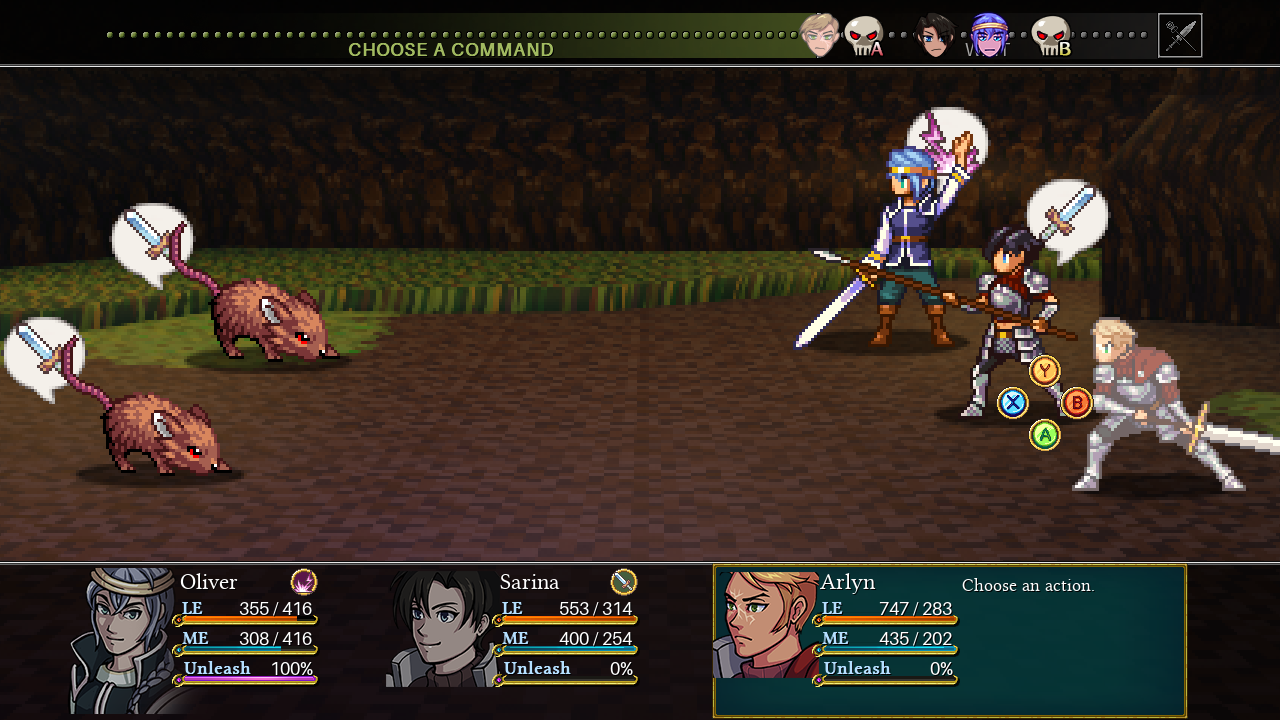 CHOOSE A COMMAND
A
B
Y
X
B
A
Oliver
LE 355 / 416
ME 308 / 416
Unleash 100%
Sarina
LE 553 / 314
ME 400 / 254
Unleash 0%
Arlyn
LE 747 / 283
ME 435 / 202
Unleash 0%
Choose an action.